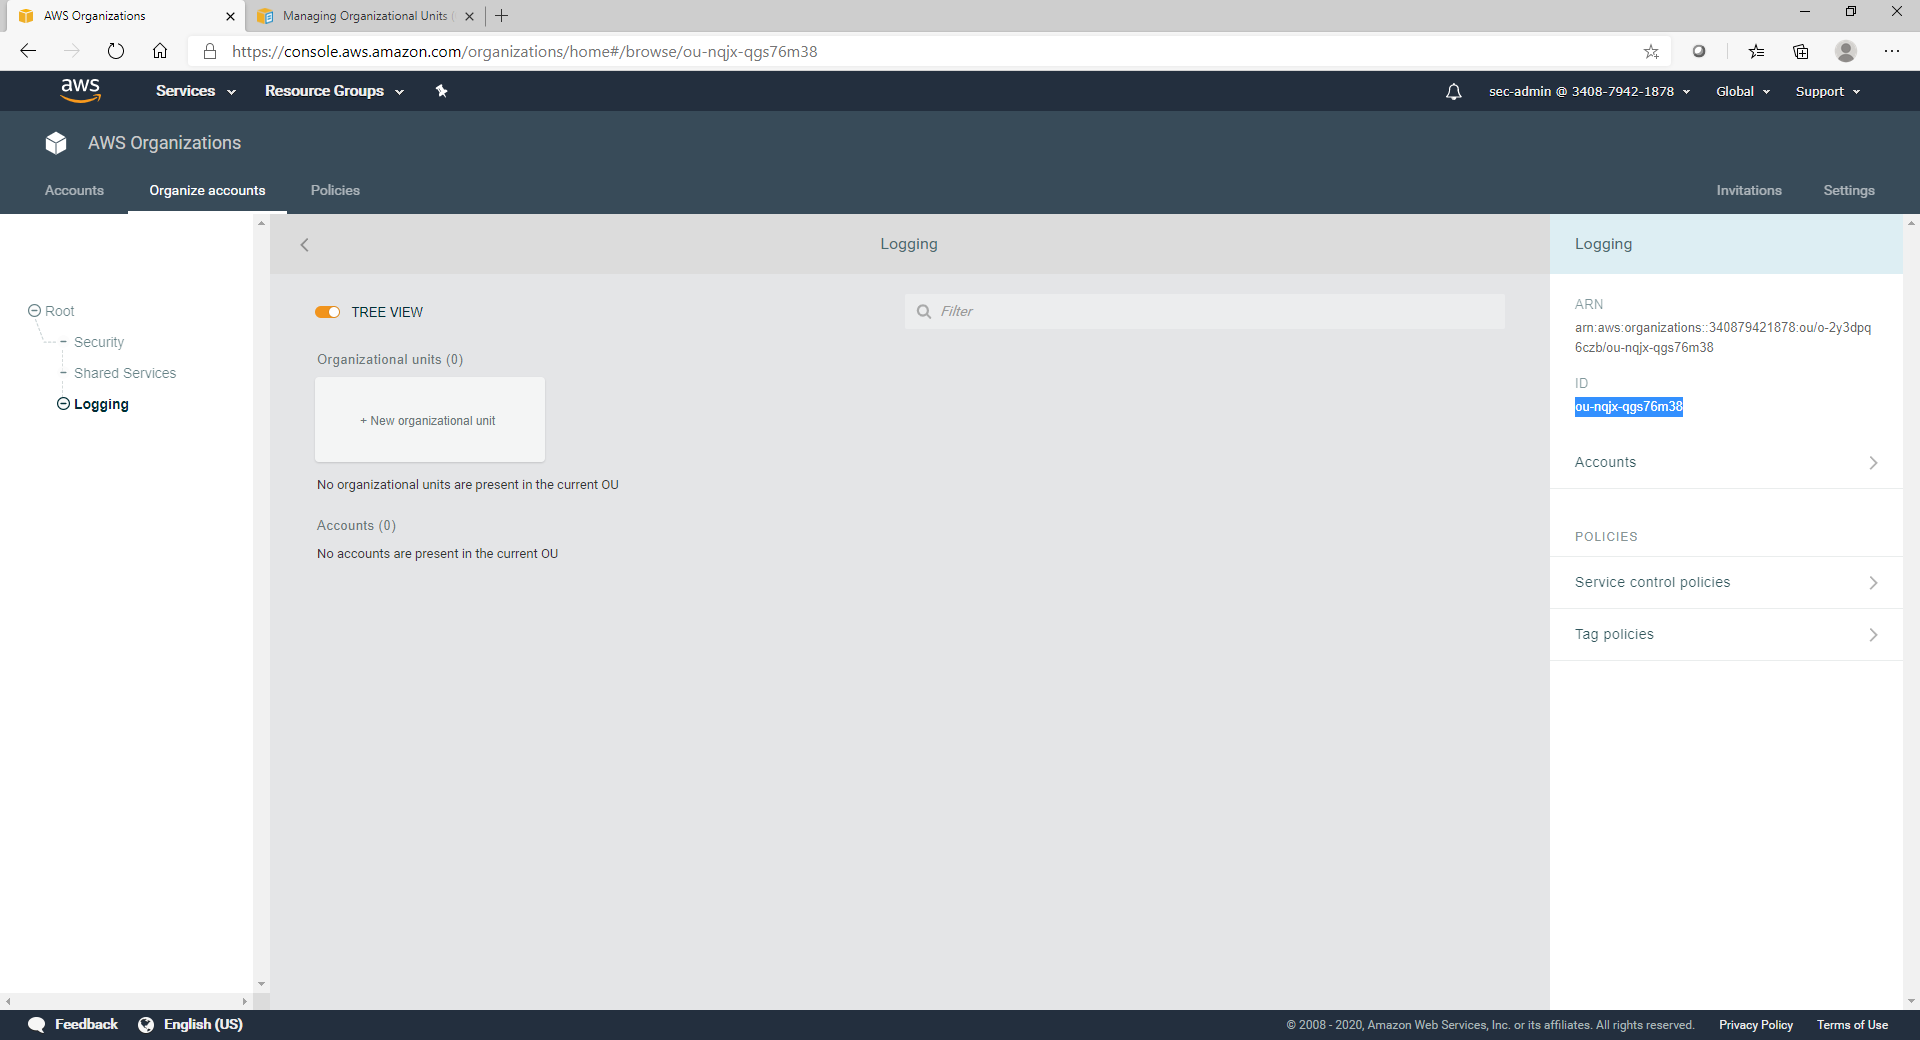 AWS Organizations
Managing Organizational Units
https://console.aws.amazon.com/organizations/home#/browse/ou-nqjx-qgs76m38
aws
Services
Resource Groups
sec-admin @ 3408-7942-1878
Global
Support
AWS Organizations
Accounts
Organize accounts
Policies
Invitations
Settings
Root
Security
Shared Services
Logging
Logging
TREE VIEW
Filter
Organizational units (0)
+ New organizational unit
No organizational units are present in the current OU
Accounts (0)
No accounts are present in the current OU
Logging
ARN
arn:aws:organizations::340879421878:ou/o-2y3dpq
6czb/ou-nqjx-qgs76m38
ID
ou-nqjx-qgs76m38
Accounts
POLICIES
Service control policies
Tag policies
Feedback
English (US)
© 2008 - 2020, Amazon Web Services, Inc. or its affiliates. All rights reserved.
Privacy Policy
Terms of Use